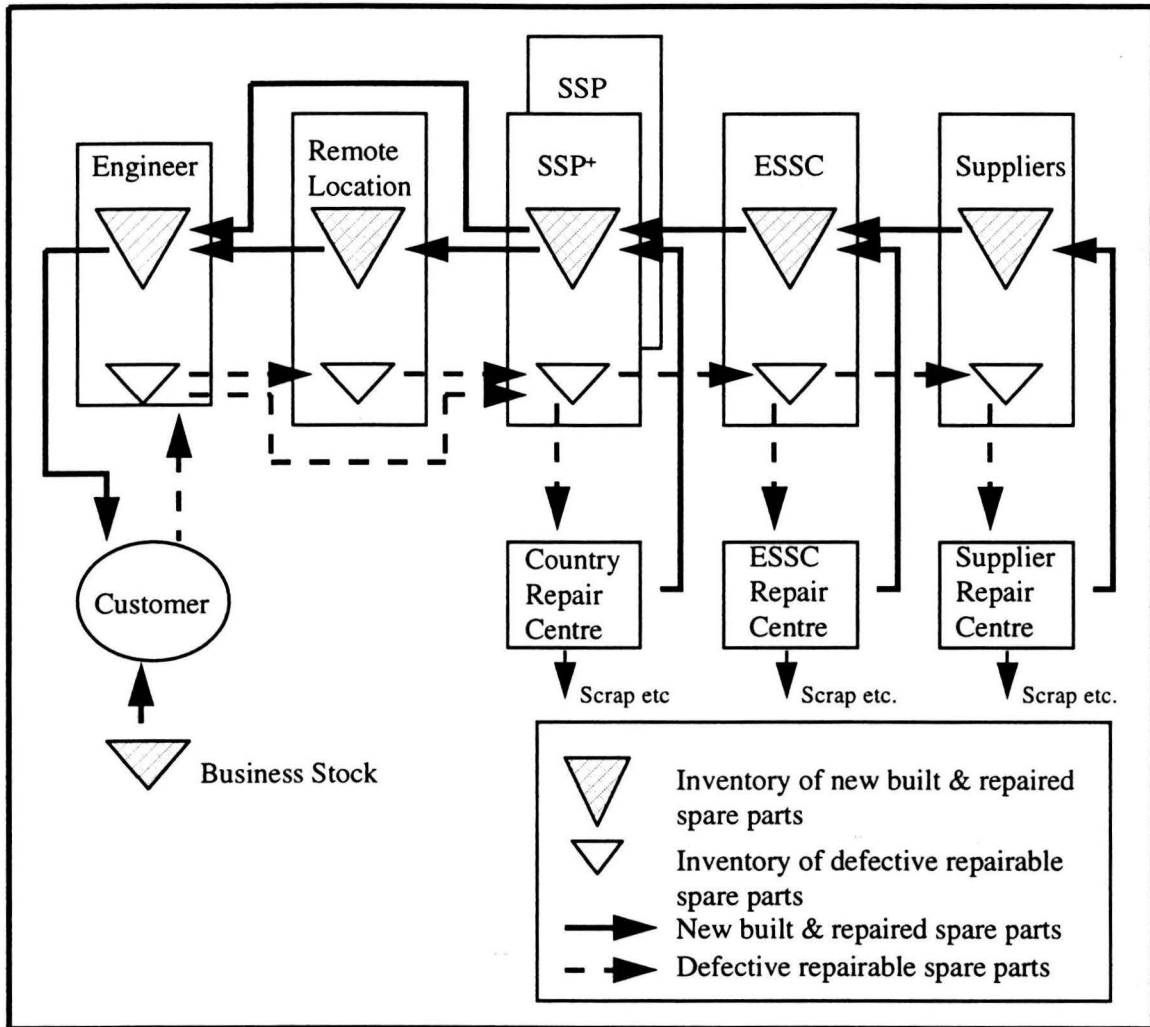 SSP
Engineer
Remote
Location
SSP+
ESSC
Suppliers
Customer
Country
Repair
Centre
ESSC
Repair
Centre
Supplier
Repair
Centre
Scrap etc
Scrap etc.
Scrap etc.
Business Stock
Inventory of new built & repaired
spare parts
Inventory of defective repairable
spare parts
New built & repaired spare parts
Defective repairable spare parts